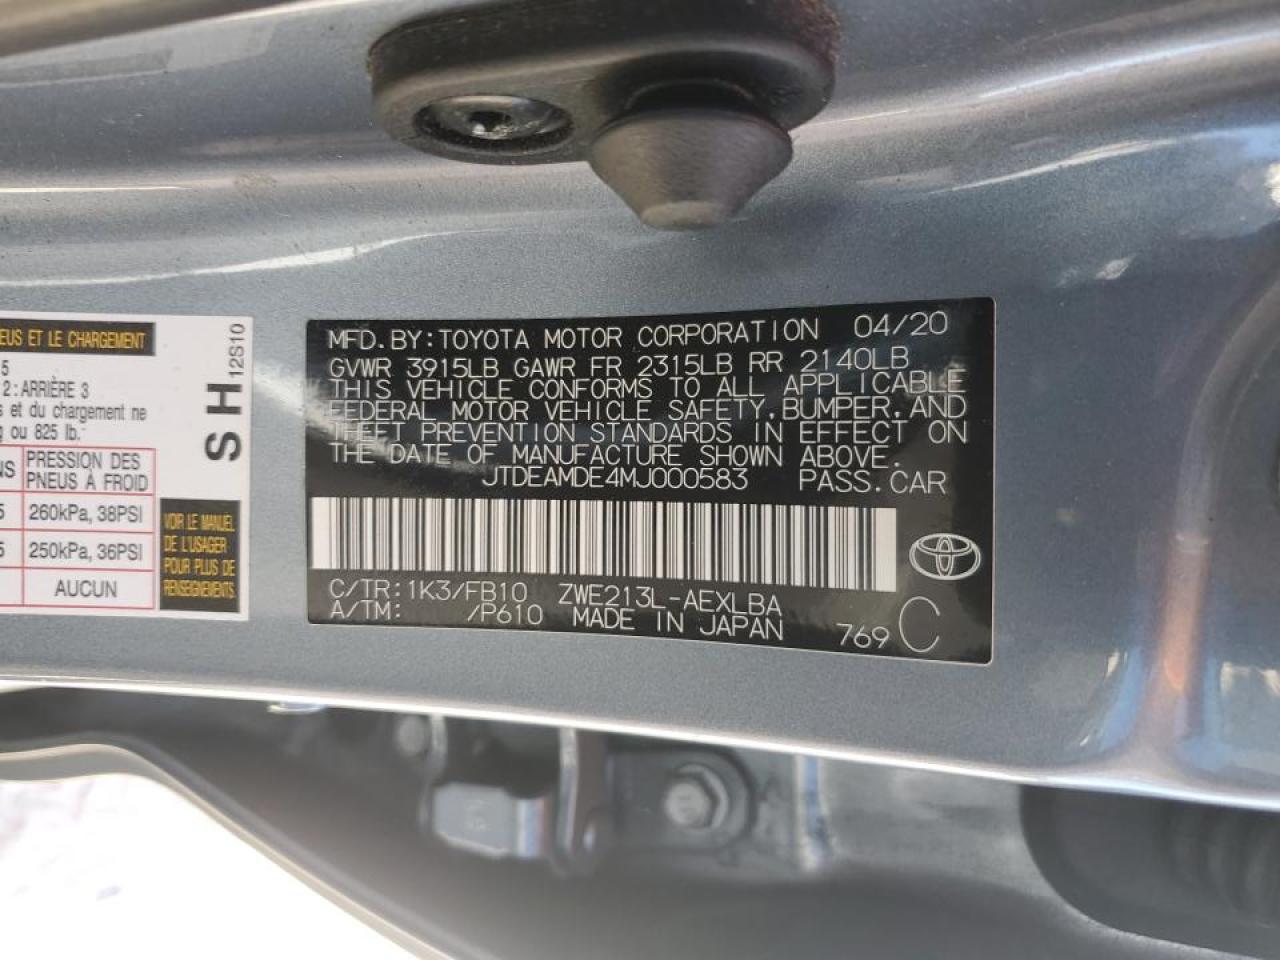 EUS ET LE CHARGEMENT
5
2 : ARRIÈRE 3
s et du chargement ne
g ou 825 lb.
NS PRESSION DES
PNEUS À FROID
5 260kPa, 38PSI
5 250kPa, 36PSI
AUCUN
SH
12S10
VOIR LE MANUEL
DE L'USAGER
POUR PLUS DE
RENSEIGNEMENTS
MFD. BY: TOYOTA MOTOR CORPORATION 04/20
GVWR 3915LB GAWR FR 2315LB RR 2140LB
THIS VEHICLE CONFORMS TO ALL APPLICABLE
FEDERAL MOTOR VEHICLE SAFETY, BUMPER, AND
THEFT PREVENTION STANDARDS IN EFFECT ON
THE DATE OF MANUFACTURE SHOWN ABOVE.
JTDEAMDE4MJ000583 PASS. CAR
C/TR: 1K3/FB10 ZWE213L-AEXLBA
A/TM: /P610 MADE IN JAPAN 769 C